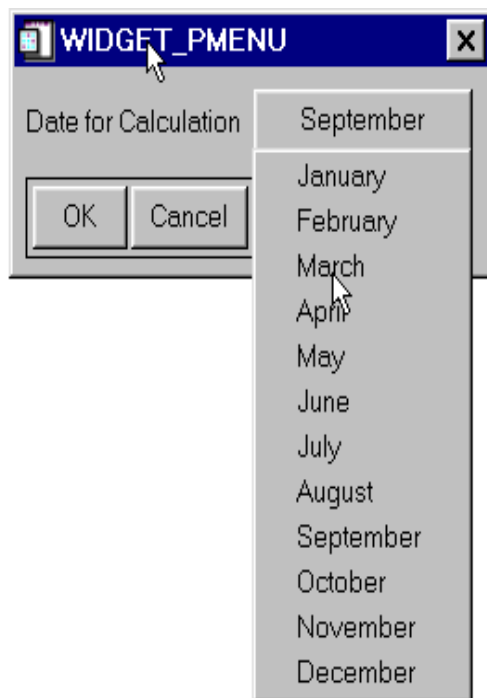 WIDGET_PMENU
Date for Calculation
September
OK
Cancel
January
February
March
April
May
June
July
August
September
October
November
December